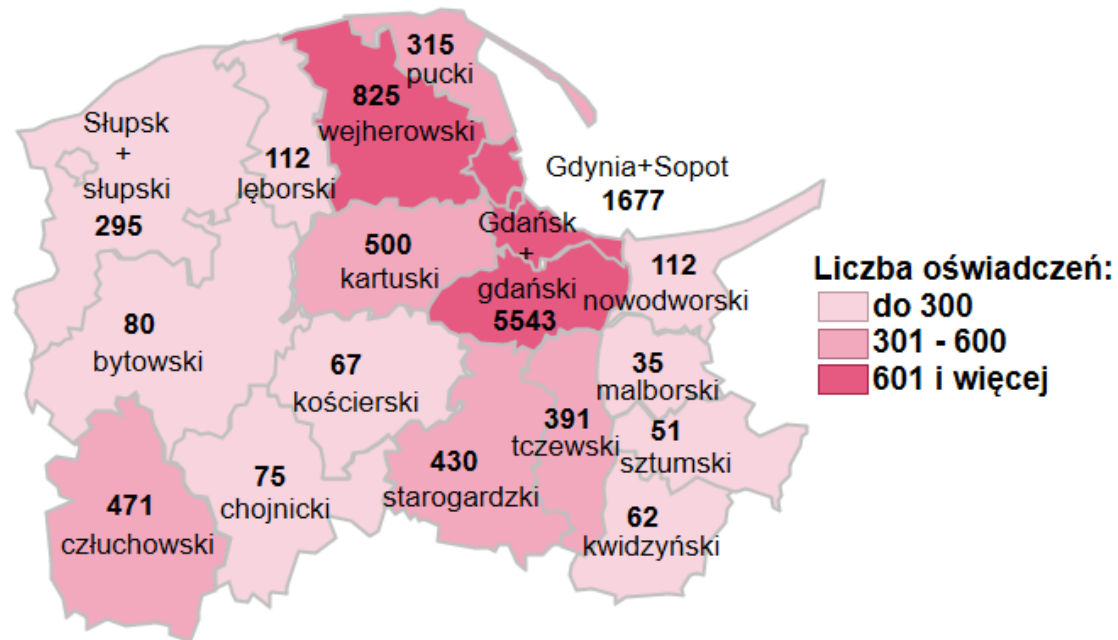 315
pucki
825
wejherowski
Słupsk
+
słupski
295
112
lęborski
Gdynia+Sopot
1677
Gdańsk
+
gdański
5543
500
kartuski
112
nowodworski
80
bytowski
67
kościerski
35
malborski
391
tczewski
51
sztumski
430
starogardzki
75
chojnicki
471
człuchowski
62
kwidzyński
Liczba oświadczeń:
do 300
301 - 600
601 i więcej